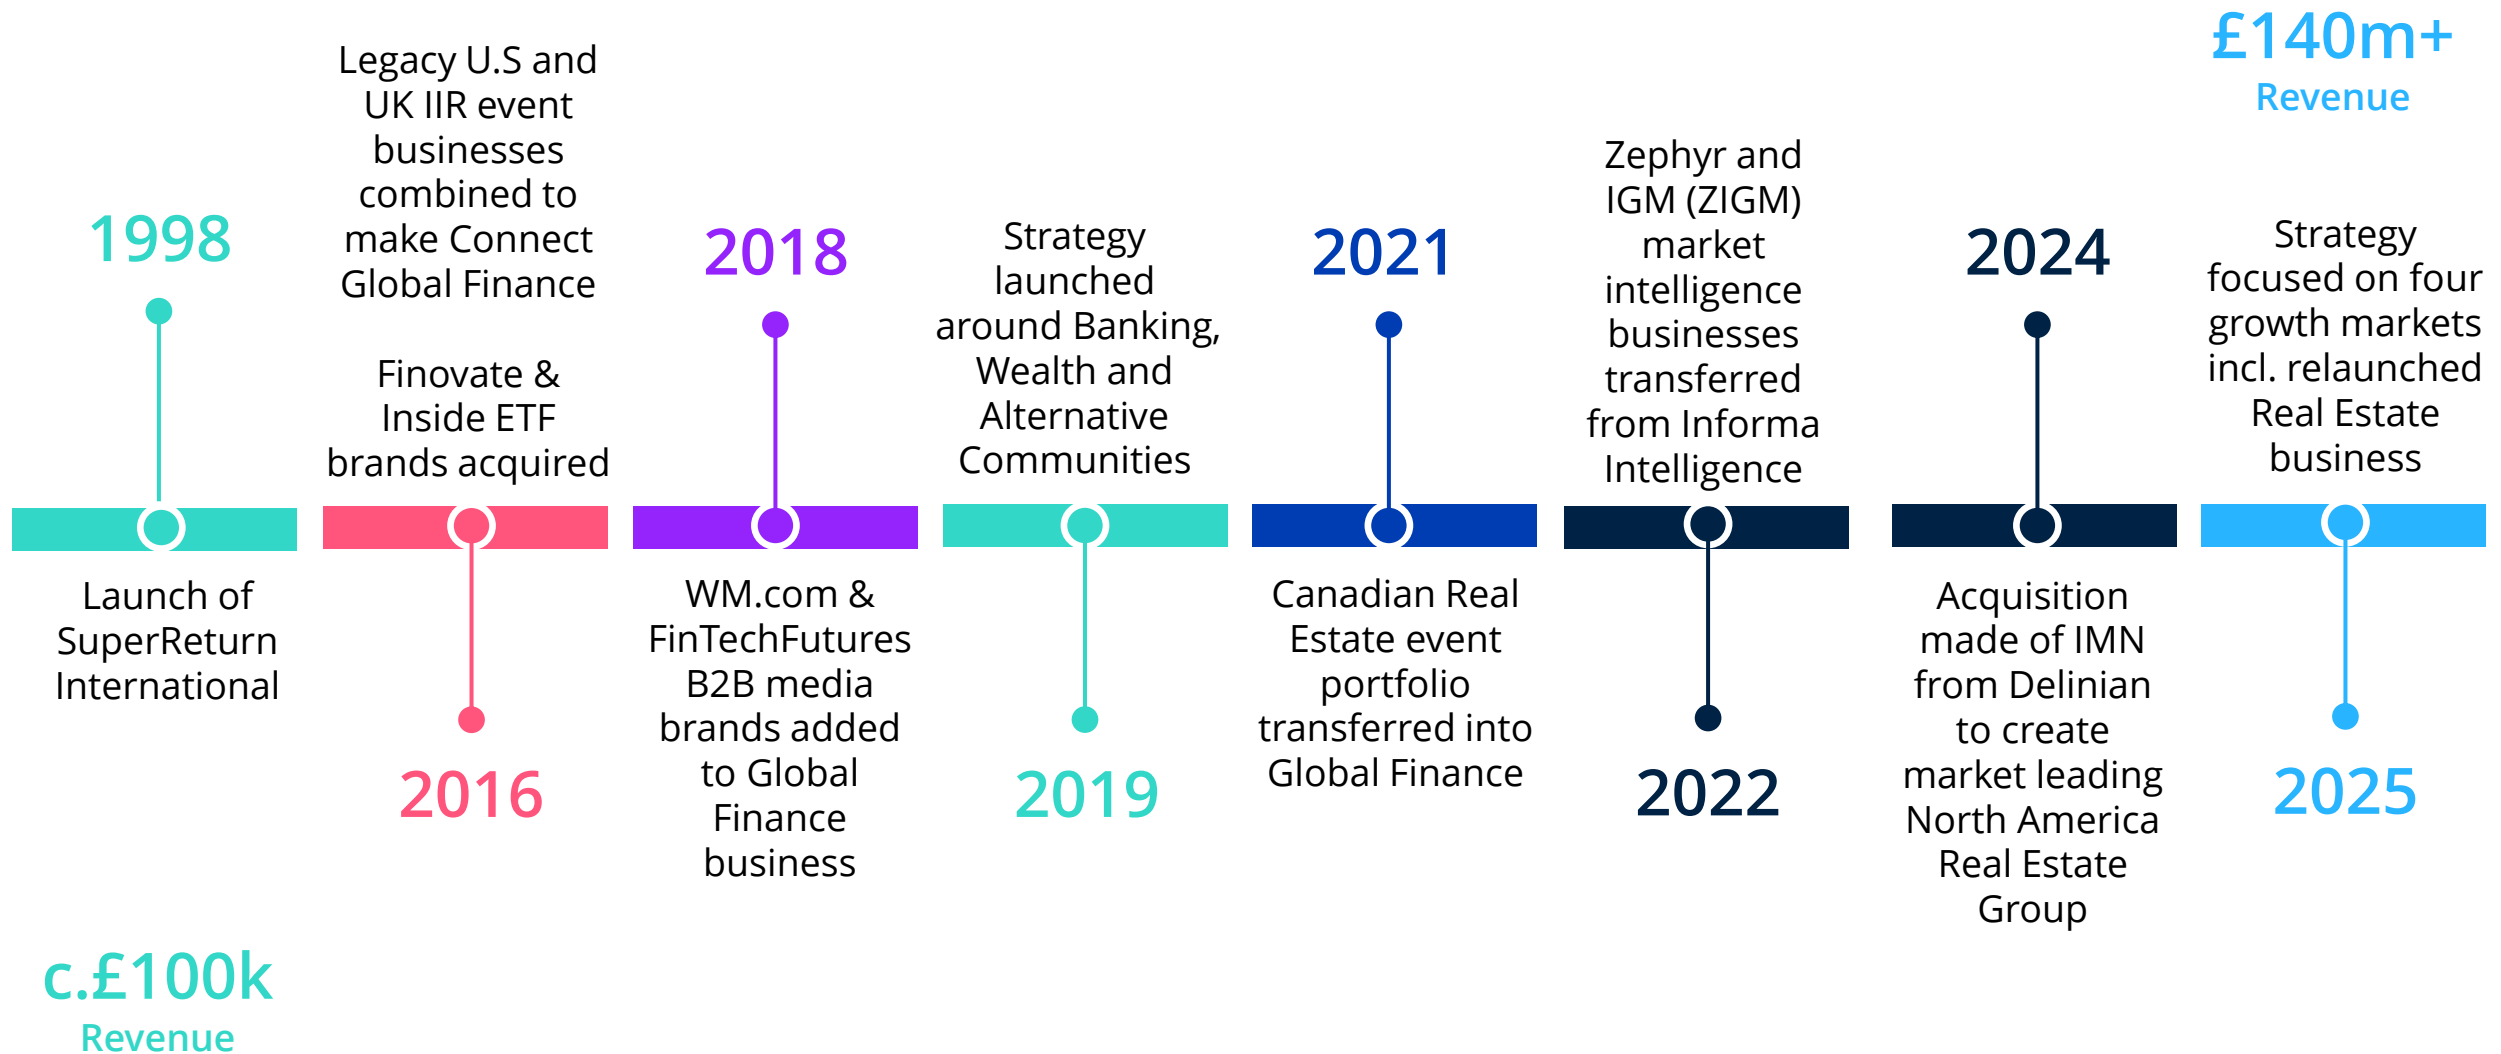 1998
Launch of
SuperReturn
International
c.£100k
Revenue
Legacy U.S and
UK IIR event
businesses
combined to
make Connect
Global Finance
Finovate &
Inside ETF
brands acquired
2016
2018
WM.com &
FinTechFutures
B2B media
brands added
to Global
Finance
business
Strategy
launched
around Banking,
Wealth and
Alternative
Communities
2019
2021
Canadian Real
Estate event
portfolio
transferred into
Global Finance
Zephyr and
IGM (ZIGM)
market
intelligence
businesses
transferred
from Informa
Intelligence
2022
2024
Acquisition
made of IMN
from Delinian
to create
market leading
North America
Real Estate
Group
£140m+
Revenue
Strategy
focused on four
growth markets
incl. relaunched
Real Estate
business
2025